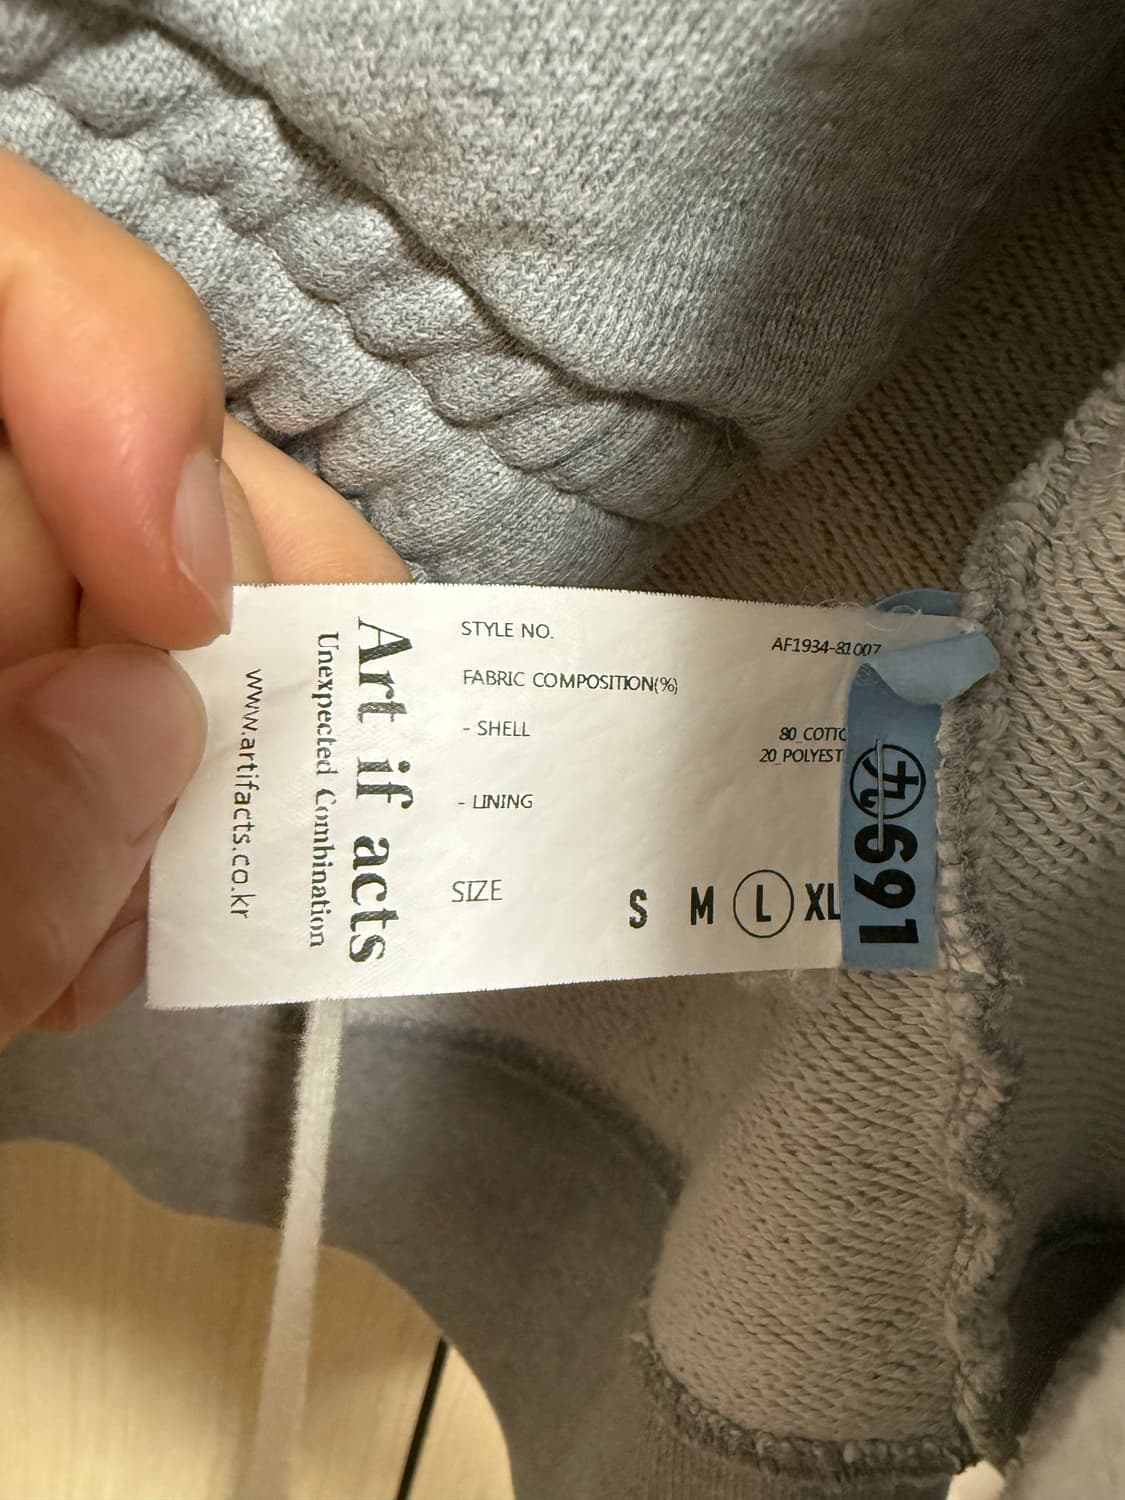 STYLE NO. AF1934-81007
FABRIC COMPOSITION(%)
- SHELL 80_COTTO
20_POLYEST
- LINING
SIZE S M L XL
Art if acts
Unexpected Combination
www.artifacts.co.kr
691